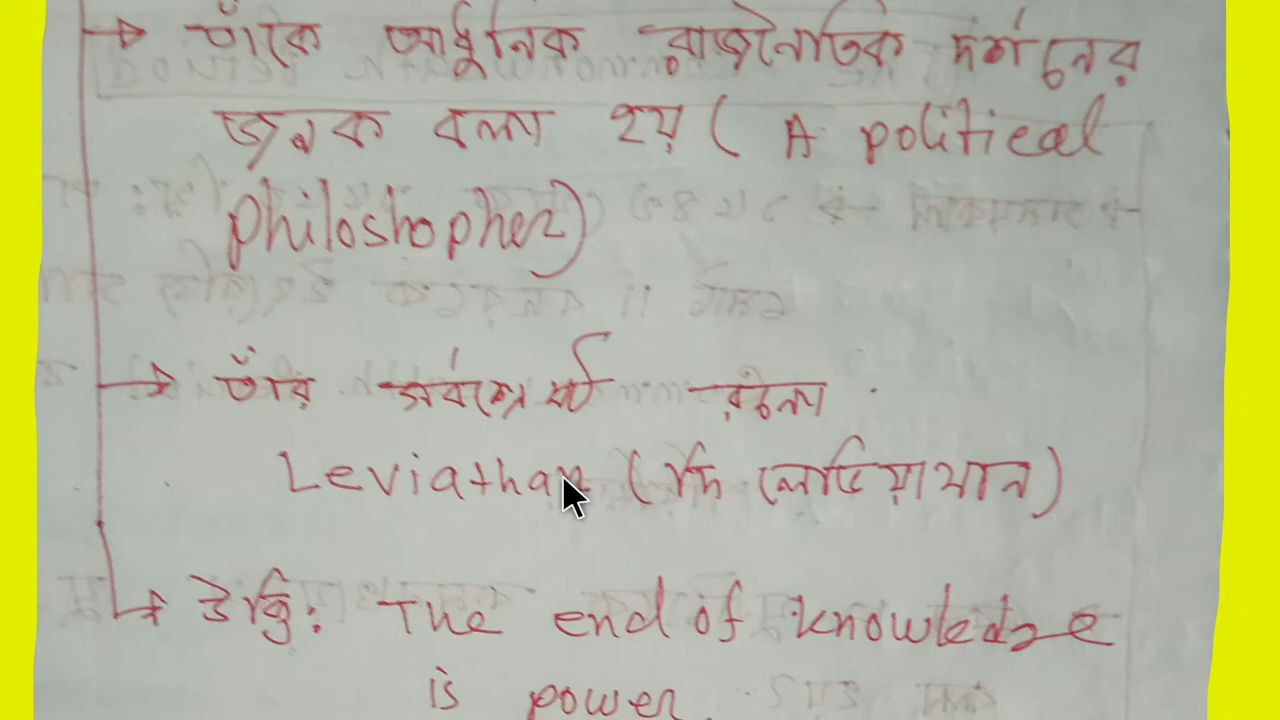 → তাঁকে আধুনিক রাজনৈতিক দর্শনের
জনক বলা হয় ( A political
philoshopher)
→ তাঁর সর্বশ্রেষ্ঠ রচনা
Leviathan (দি লেভিয়াথান)
→ উক্তি: The end of knowledge
is power.